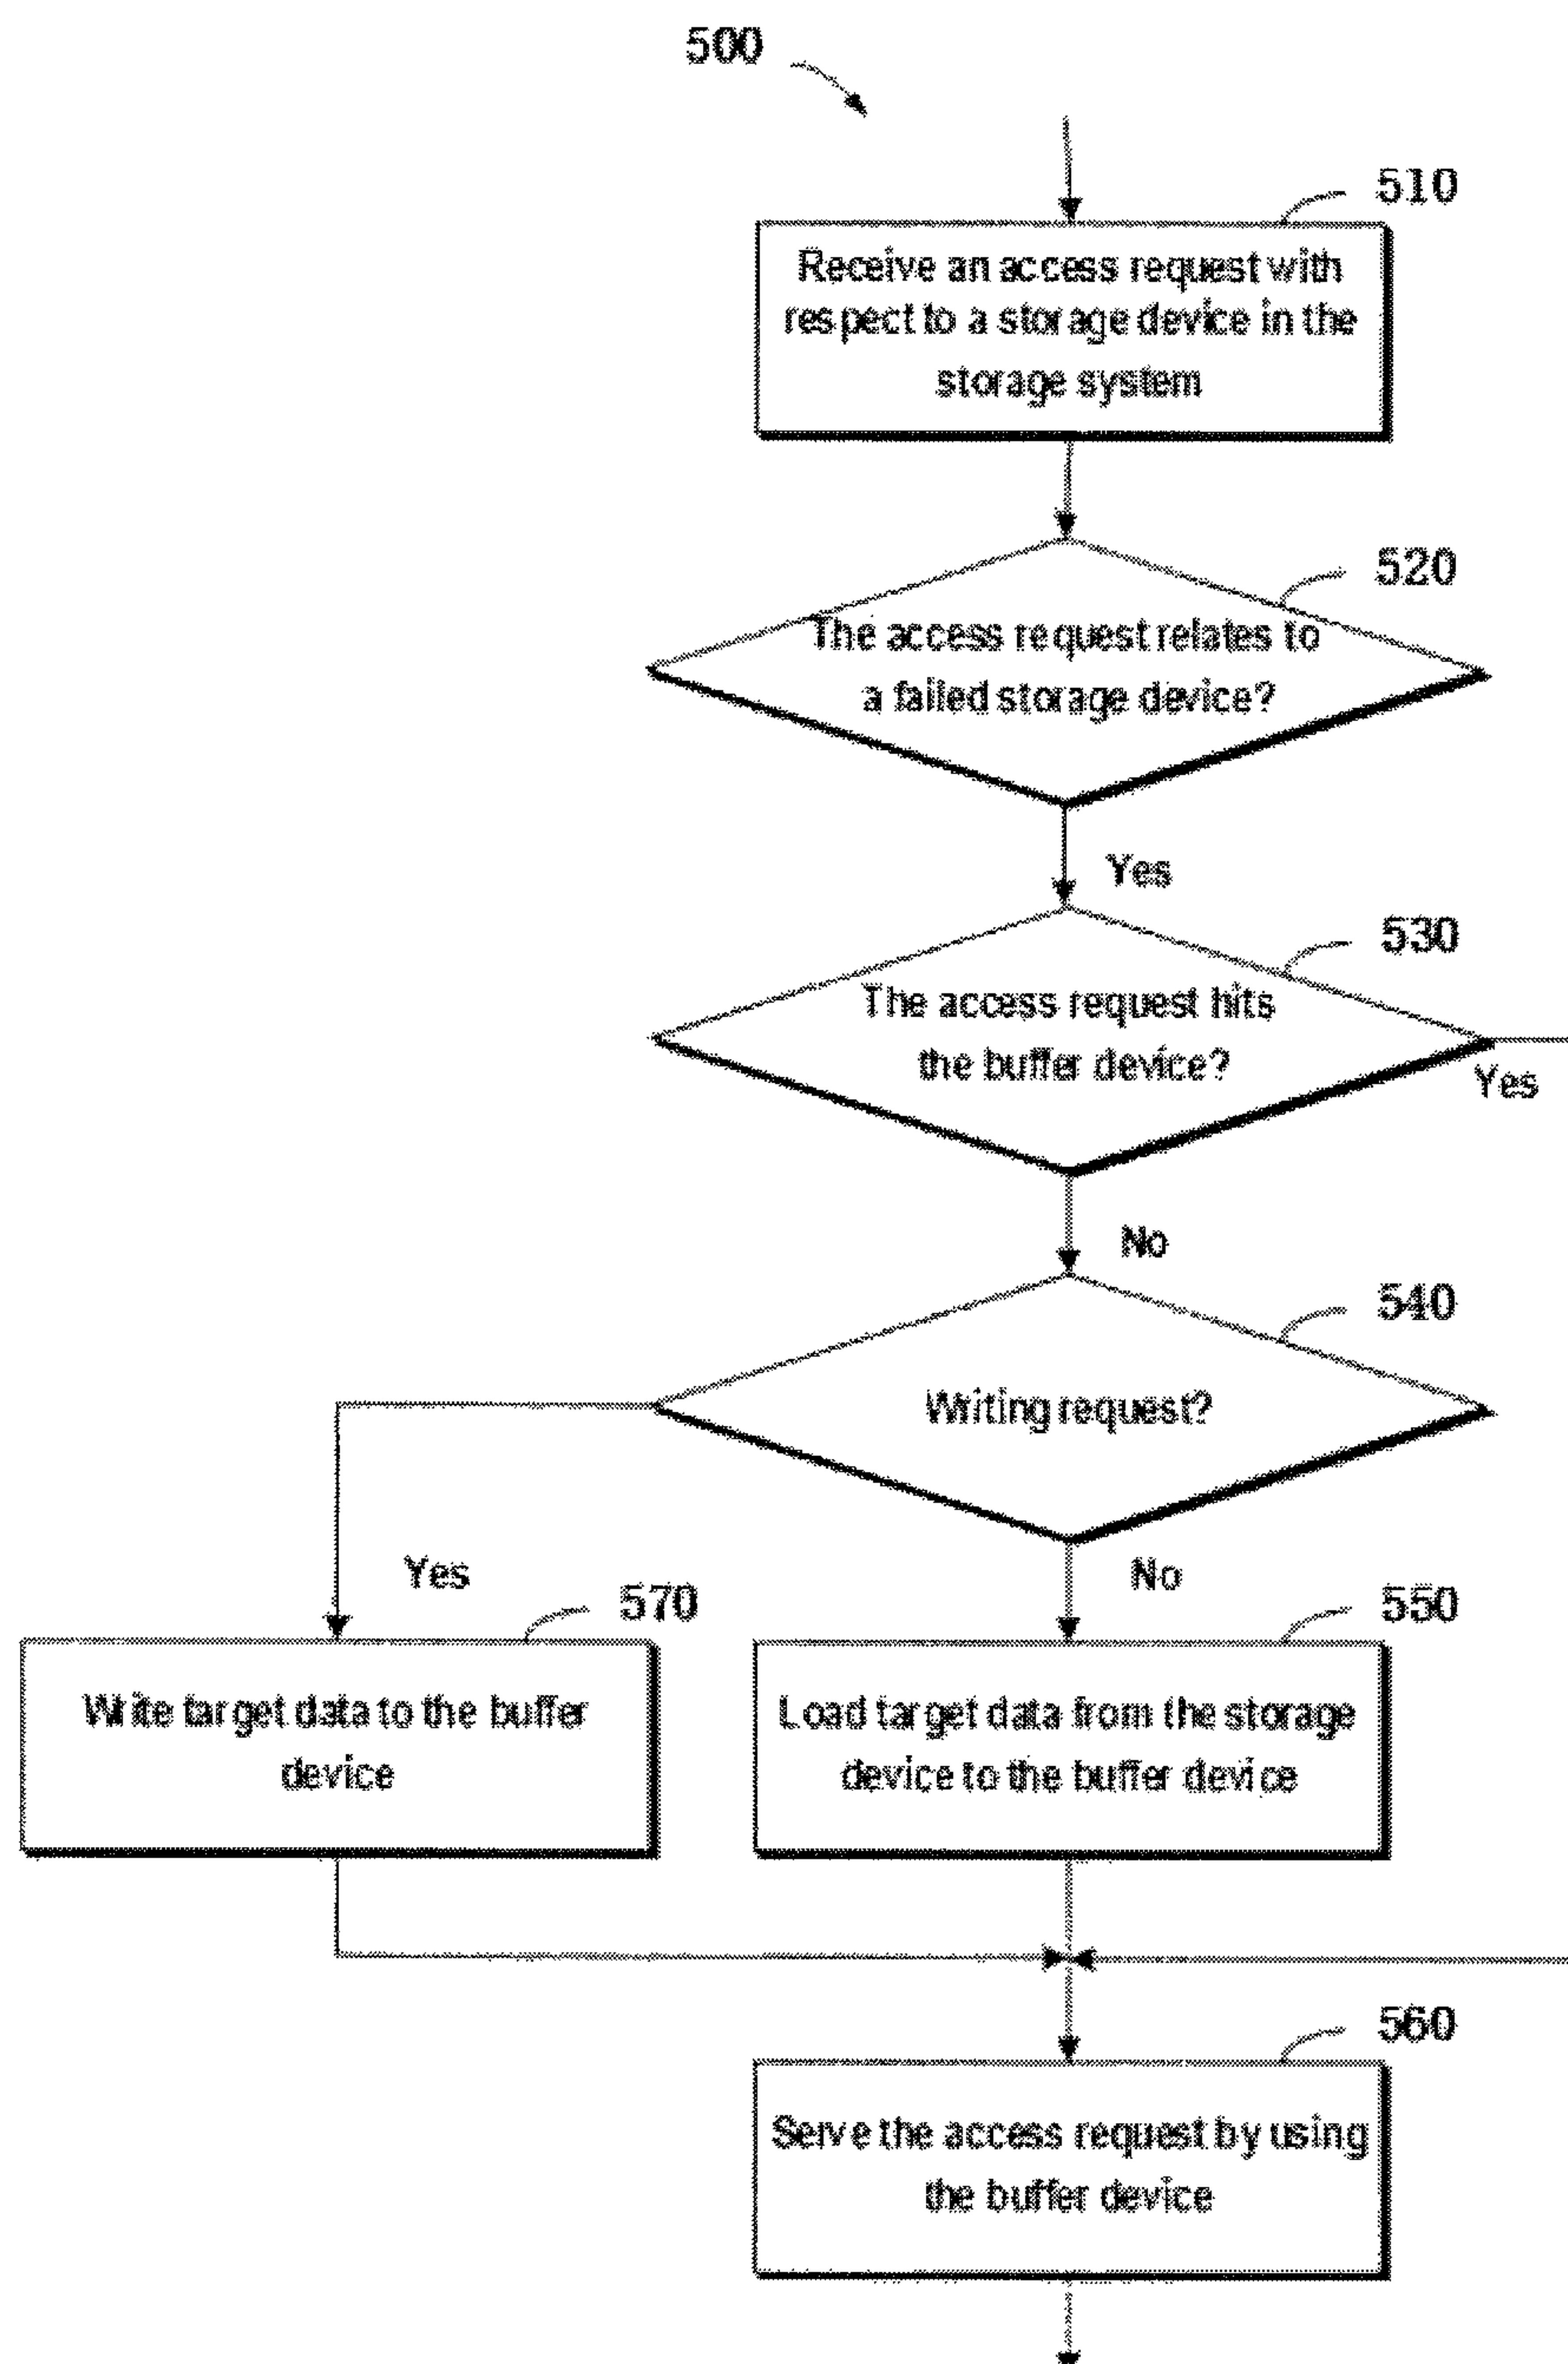 500
510
Receive an access request with
respect to a storage device in the
storage system
520
The access request relates to
a failed storage device?
Yes
530
The access request hits
the buffer device?
Yes
No
540
Writing request?
Yes
No
570
550
Write target data to the buffer
device
Load target data from the storage
device to the buffer device
560
Serve the access request by using
the buffer device